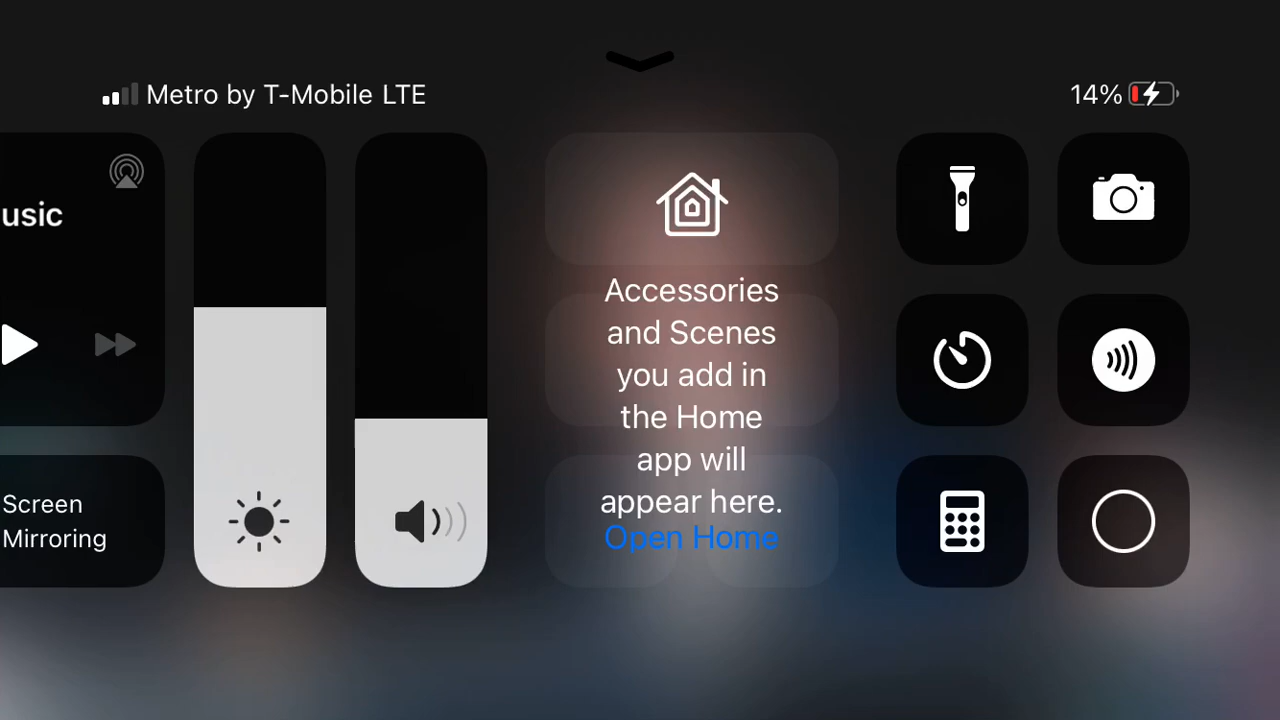 Metro by T-Mobile LTE
14%
usic
Accessories
and Scenes
you add in
the Home
app will
appear here.
Open Home
Screen
Mirroring